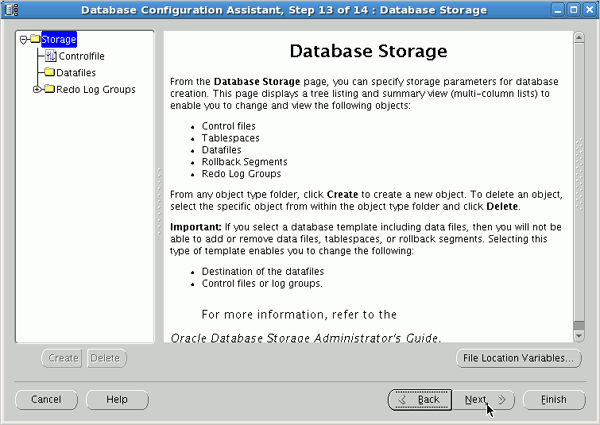 Database Configuration Assistant, Step 13 of 14 : Database Storage
Storage
Controlfile
Datafiles
Redo Log Groups
Database Storage
From the Database Storage page, you can specify storage parameters for database
creation. This page displays a tree listing and summary view (multi-column lists) to
enable you to change and view the following objects:
• Control files
• Tablespaces
• Datafiles
• Rollback Segments
• Redo Log Groups
From any object type folder, click Create to create a new object. To delete an object,
select the specific object from within the object type folder and click Delete.
Important: If you select a database template including data files, then you will not be
able to add or remove data files, tablespaces, or rollback segments. Selecting this
type of template enables you to change the following:
• Destination of the datafiles
• Control files or log groups.
For more information, refer to the
Oracle Database Storage Administrator's Guide.
Create Delete
File Location Variables...
Cancel Help Back Next Finish